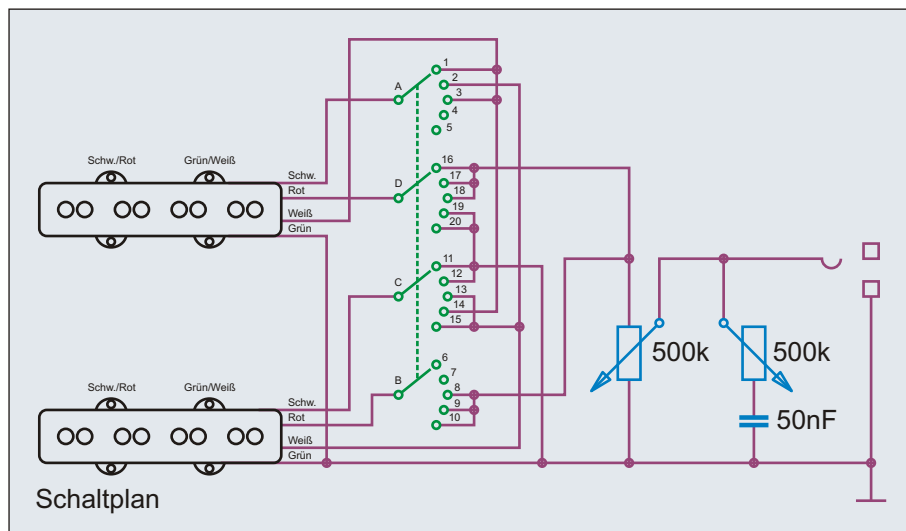 1
2
3
4
5
A
Schw./Rot
Grün/Weiß
Schw.
Rot
Weiß
Grün
16
17
18
19
20
D
11
12
13
14
15
C
6
7
8
9
10
B
Schw./Rot
Grün/Weiß
Schw.
Rot
Weiß
Grün
500k
500k
50nF
Schaltplan